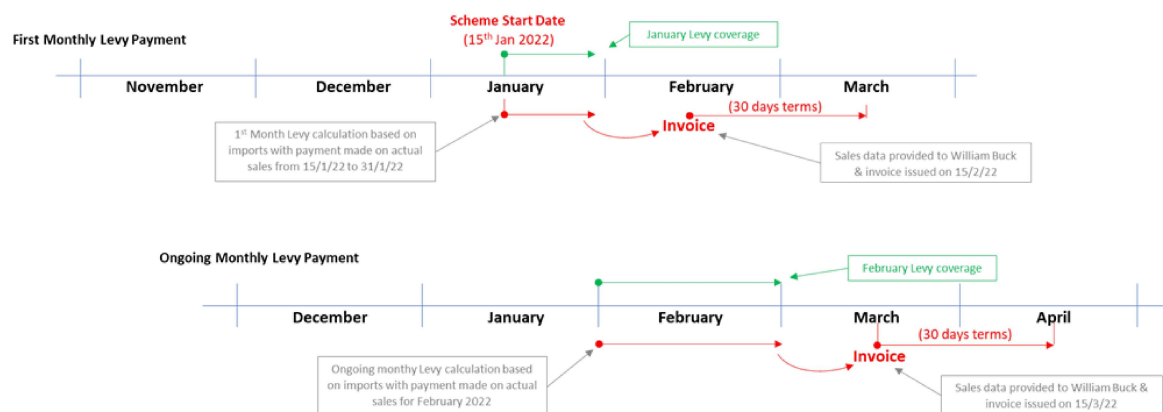 Scheme Start Date
(15th Jan 2022)
January Levy coverage
First Monthly Levy Payment
November
December
January
February
March
(30 days terms)
Invoice
1st Month Levy calculation based on
imports with payment made on actual
sales from 15/1/22 to 31/1/22
Sales data provided to William Buck
& invoice issued on 15/2/22
Ongoing Monthly Levy Payment
February Levy coverage
December
January
February
March
April
(30 days terms)
Invoice
Ongoing monthy Levy calculation based
on imports with payment made on actual
sales for February 2022
Sales data provided to William Buck &
invoice issued on 15/3/22